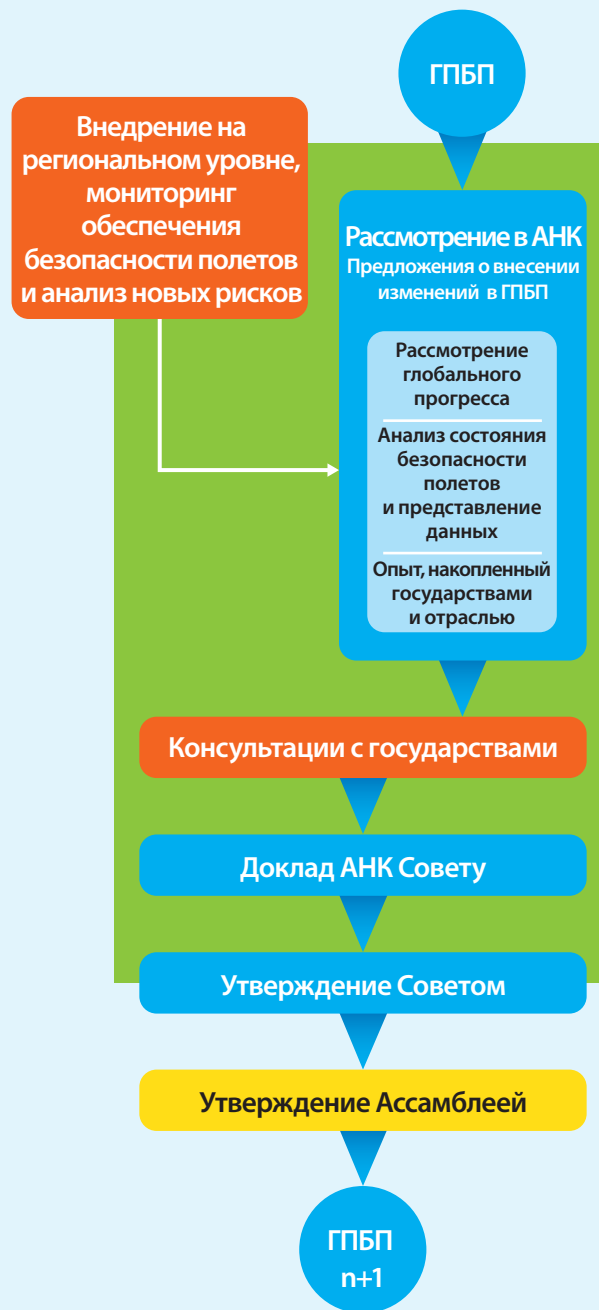 ГПБП
Внедрение на
региональном уровне,
мониторинг
обеспечения
безопасности полетов
и анализ новых рисков
Рассмотрение в АНК
Предложения о внесении
изменений в ГПБП
Рассмотрение
глобального
прогресса
Анализ состояния
безопасности
полетов
и представление
данных
Опыт, накопленный
государствами
и отраслью
Консультации с государствами
Доклад АНК Совету
Утверждение Советом
Утверждение Ассамблеей
ГПБП
n+1